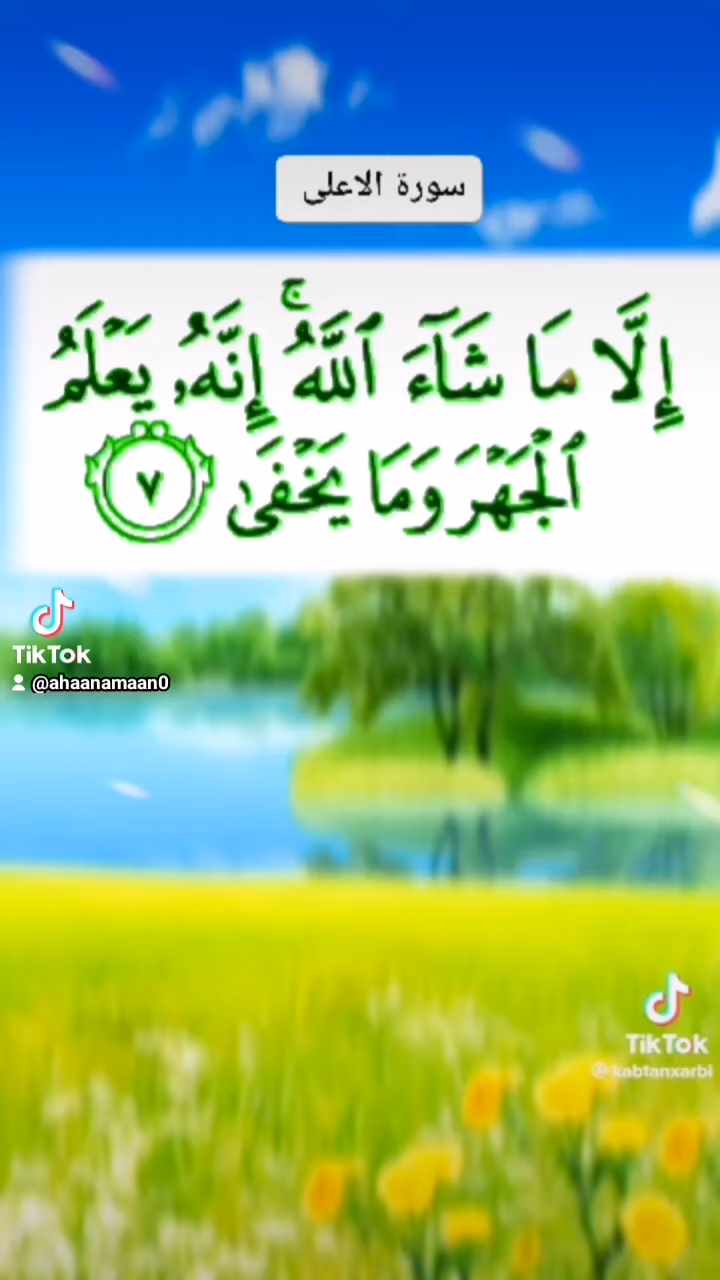 سورة الاعلى
إِلَّا مَا شَآءَ ٱللَّهُۚ إِنَّهُۥ يَعْلَمُ
ٱلْجَهْرَ وَمَا يَخْفَىٰ ٧
TikTok
@ahaanamaan0
TikTok
@kabtanxarbi